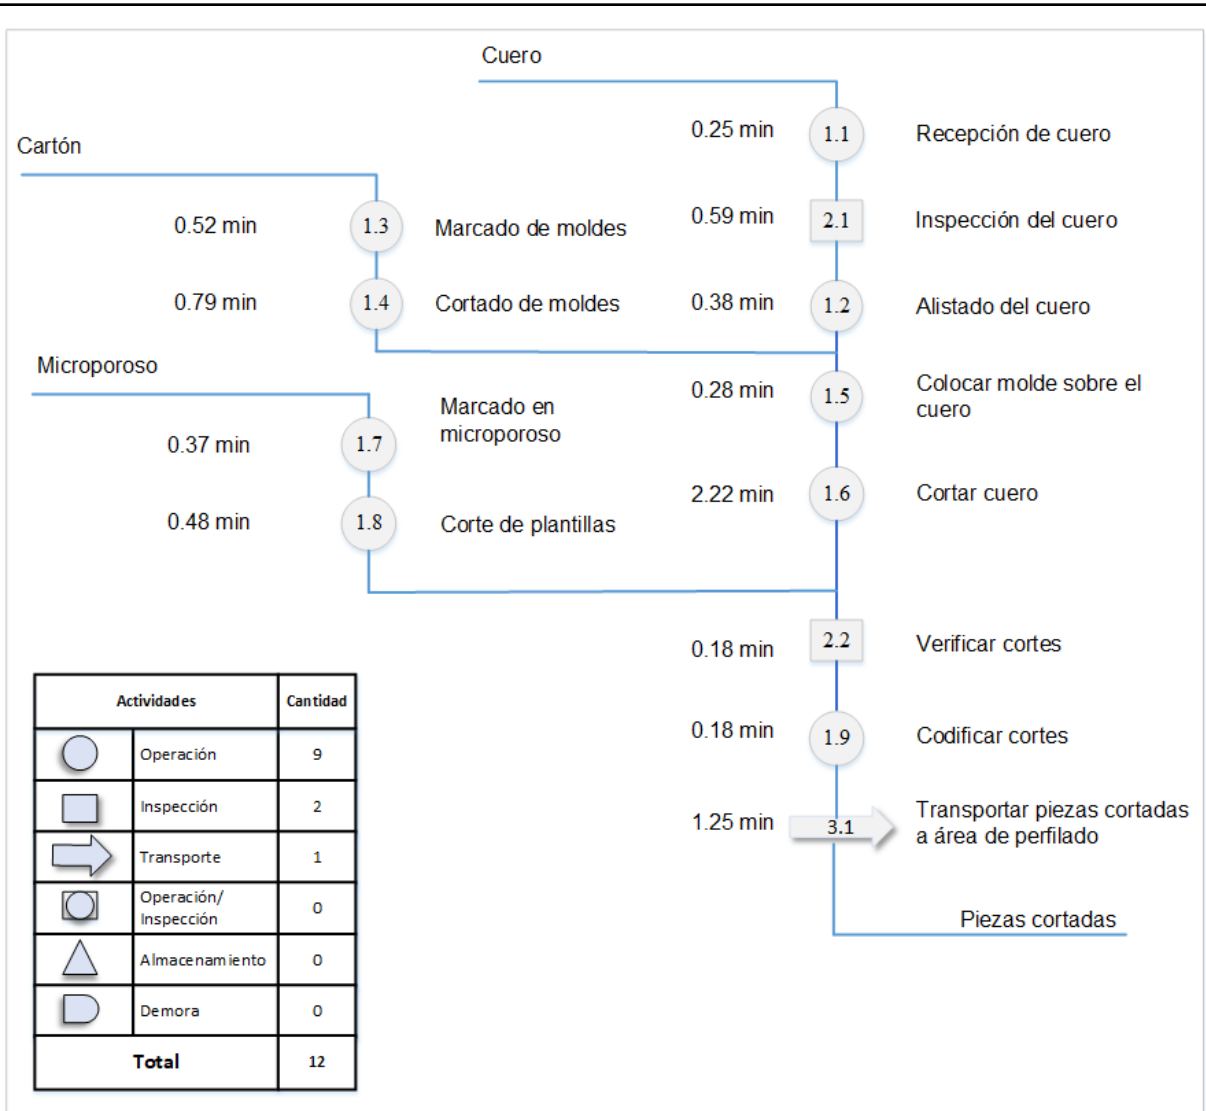 Cuero
0.25 min 1.1 Recepción de cuero
Cartón
0.52 min 1.3 Marcado de moldes
0.59 min 2.1 Inspección del cuero
0.79 min 1.4 Cortado de moldes
0.38 min 1.2 Alistado del cuero
Microporoso
0.28 min 1.5 Colocar molde sobre el
cuero
Marcado en
microporoso
0.37 min 1.7
2.22 min 1.6 Cortar cuero
0.48 min 1.8 Corte de plantillas
0.18 min 2.2 Verificar cortes
0.18 min 1.9 Codificar cortes
1.25 min 3.1 Transportar piezas cortadas
a área de perfilado
Piezas cortadas
Actividades Cantidad
Operación 9
Inspección 2
Transporte 1
Operación/
Inspección 0
Almacenamiento 0
Demora 0
Total 12